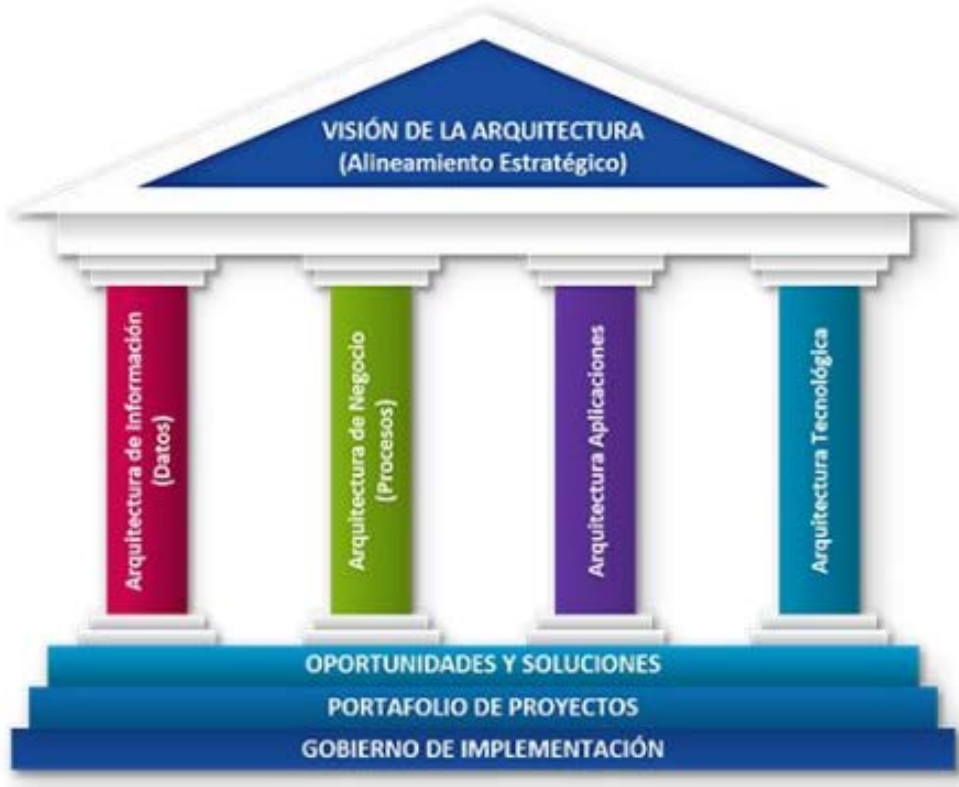 VISIÓN DE LA ARQUITECTURA
(Alineamiento Estratégico)
Arquitectura de Información
(Datos)
Arquitectura de Negocio
(Procesos)
Arquitectura Aplicaciones
Arquitectura Tecnológica
OPORTUNIDADES Y SOLUCIONES
PORTAFOLIO DE PROYECTOS
GOBIERNO DE IMPLEMENTACIÓN